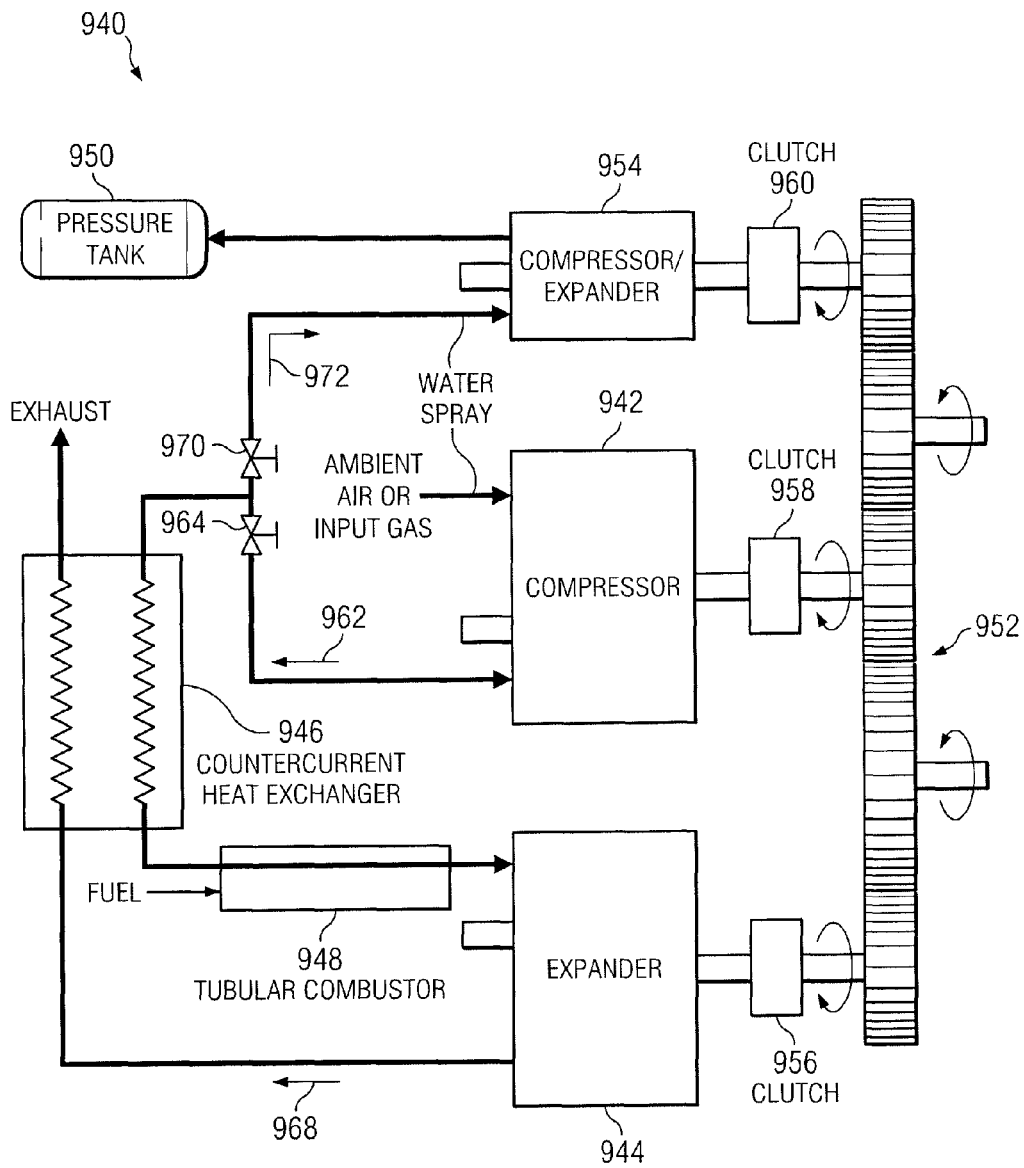 940
950
PRESSURE
TANK
954
COMPRESSOR/
EXPANDER
CLUTCH
960
972
WATER
SPRAY
EXHAUST
970
964
AMBIENT
AIR OR
INPUT GAS
942
COMPRESSOR
CLUTCH
958
962
952
946
COUNTERCURRENT
HEAT EXCHANGER
FUEL
948
TUBULAR COMBUSTOR
EXPANDER
956
CLUTCH
968
944